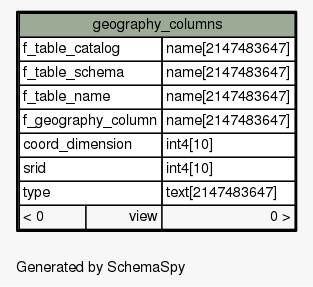 geography_columns
f_table_catalog name[2147483647]
f_table_schema name[2147483647]
f_table_name name[2147483647]
f_geography_column name[2147483647]
coord_dimension int4[10]
srid int4[10]
type text[2147483647]
< 0 view 0 >
Generated by SchemaSpy